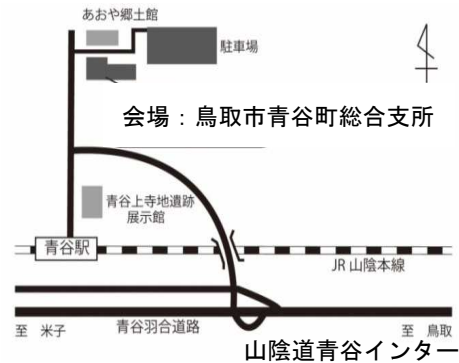 あおや郷土館
駐車場
会場：鳥取市青谷町総合支所
青谷上寺地遺跡
展示館
青谷駅
JR 山陰本線
至 米子
青谷羽合道路
至 鳥取
山陰道青谷インター